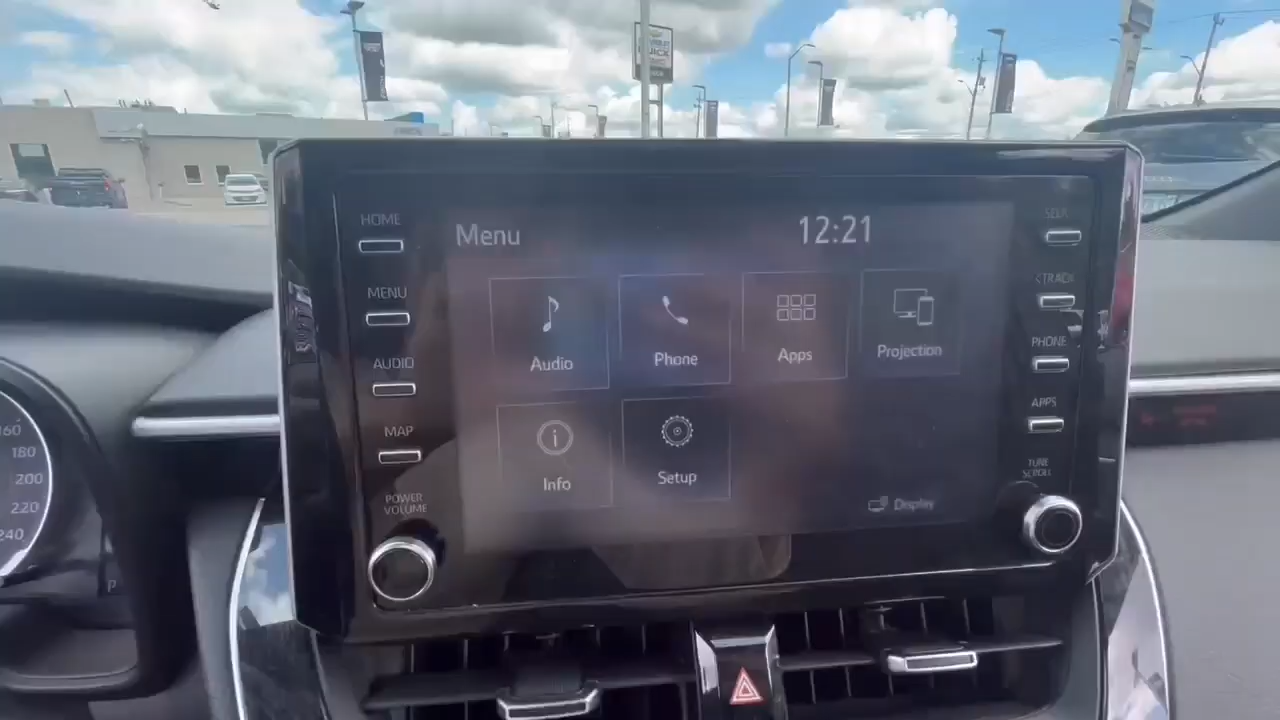 BUICK
HOME
MENU
AUDIO
MAP
POWER
VOLUME
Menu
12:21
Audio
Phone
Apps
Projection
Info
Setup
Display
SEEK
TRACK
PHONE
APPS
TUNE
SCROLL
160
180
200
220
240
P